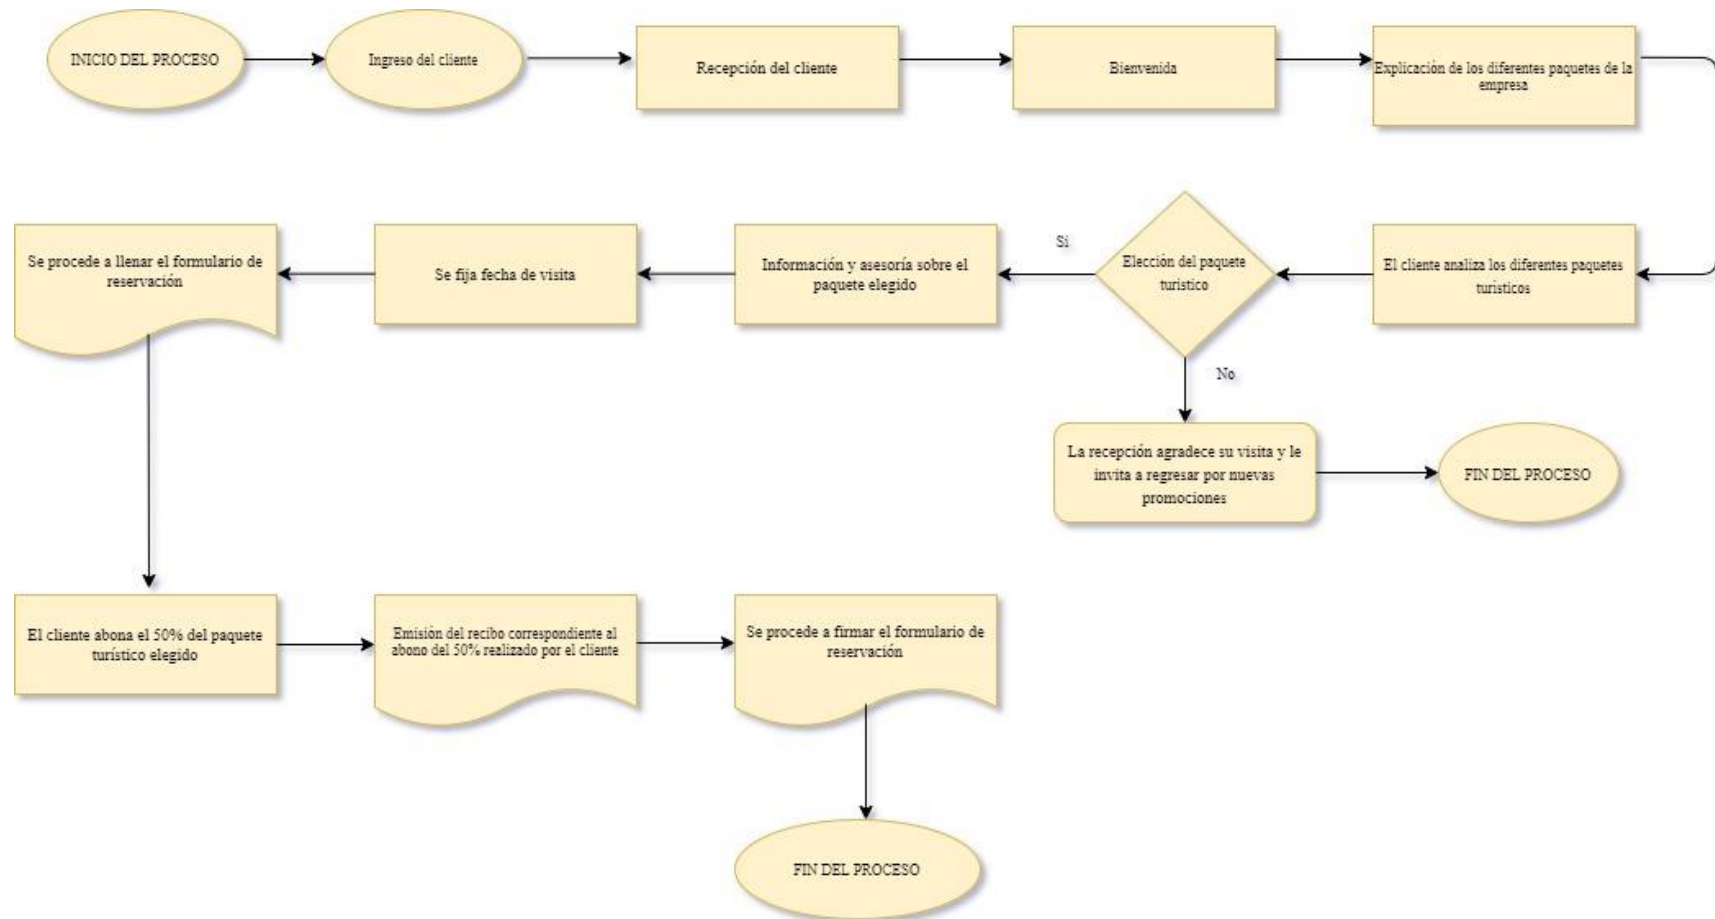 INICIO DEL PROCESO
Ingreso del cliente
Recepción del cliente
Bienvenida
Explicación de los diferentes paquetes de la
empresa
El cliente analiza los diferentes paquetes
turisticos
Elección del paquete
turistico
Si
No
Información y asesoría sobre el
paquete elegido
Se fija fecha de visita
Se procede a llenar el formulario de
reservación
La recepción agradece su visita y le
invita a regresar por nuevas
promociones
FIN DEL PROCESO
El cliente abona el 50% del paquete
turístico elegido
Emisión del recibo correspondiente al
abono del 50% realizado por el cliente
Se procede a firmar el formulario de
reservación
FIN DEL PROCESO